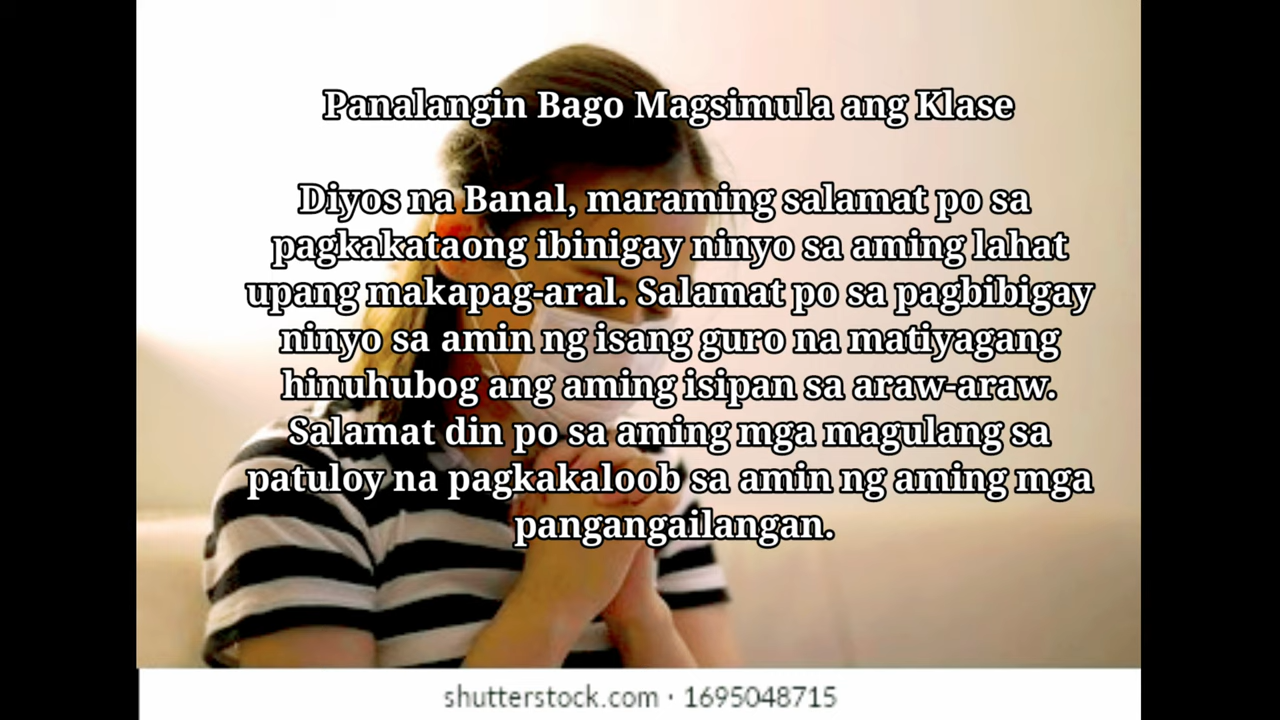 Panalangin Bago Magsimula ang Klase
Diyos na Banal, maraming salamat po sa
pagkakataong ibinigay ninyo sa aming lahat
upang makapag-aral. Salamat po sa pagbibigay
ninyo sa amin ng isang guro na matiyagang
hinuhubog ang aming isipan sa araw-araw.
Salamat din po sa aming mga magulang sa
patuloy na pagkakaloob sa amin ng aming mga
pangangailangan.
shutterstock.com · 1695048715